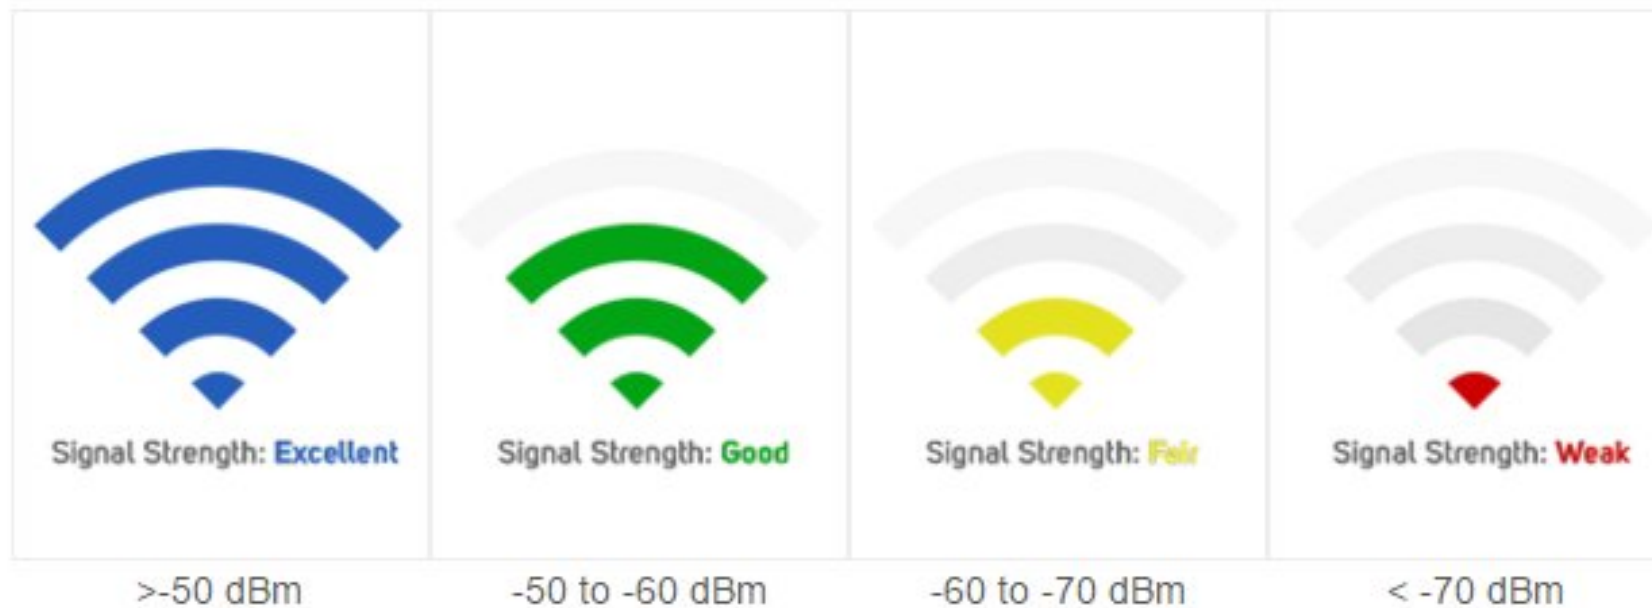 Signal Strength: Excellent
Signal Strength: Good
Signal Strength: Fair
Signal Strength: Weak
>-50 dBm
-50 to -60 dBm
-60 to -70 dBm
< -70 dBm